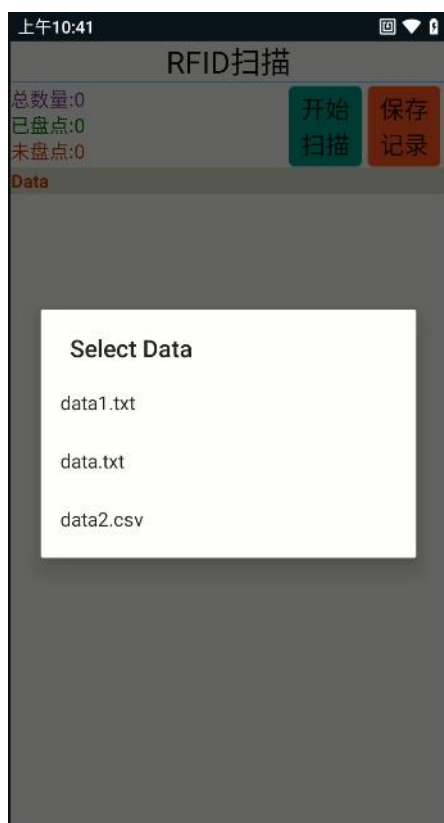 上午10:41
RFID扫描
总数量:0
已盘点:0
未盘点:0
开始
扫描
保存
记录
Data
Select Data
data1.txt
data.txt
data2.csv